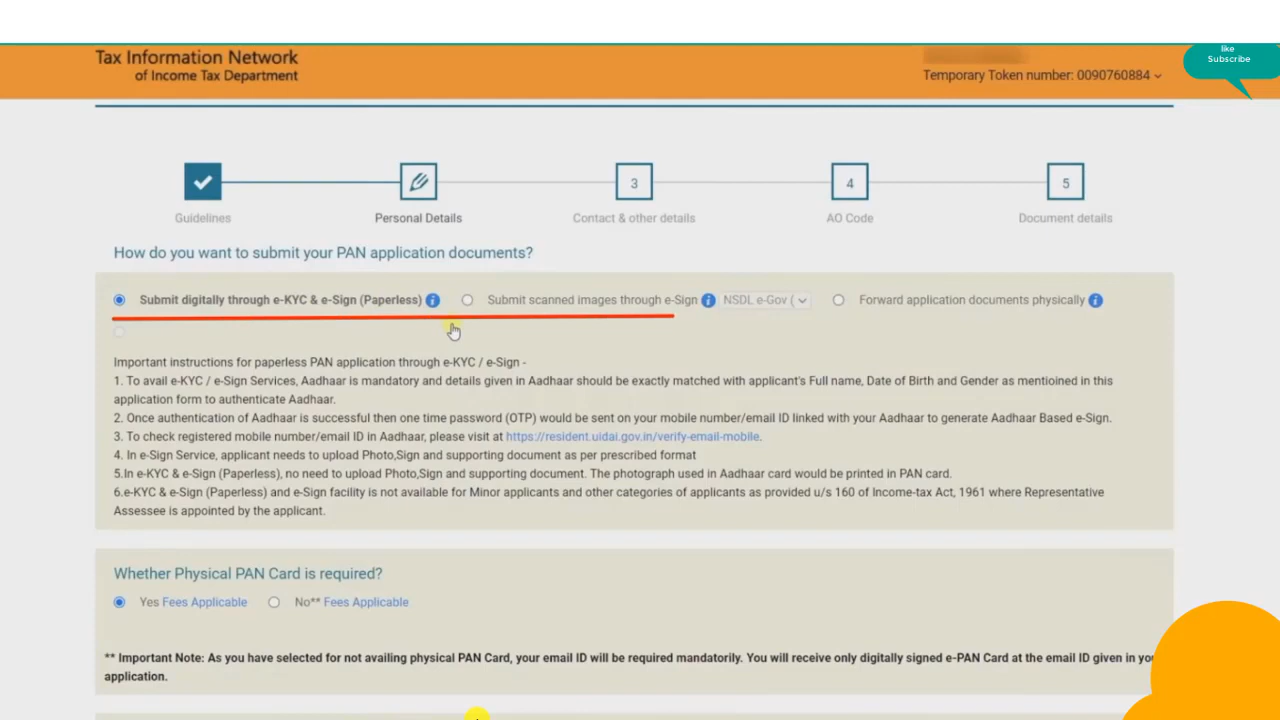 like
Subscribe
Tax Information Network
of Income Tax Department
Temporary Token number: 0090760884
3
4
5
Guidelines
Personal Details
Contact & other details
AO Code
Document details
How do you want to submit your PAN application documents?
Submit digitally through e-KYC & e-Sign (Paperless) i Submit scanned images through e-Sign i NSDL e-Gov ( Forward application documents physically i
Important instructions for paperless PAN application through e-KYC / e-Sign -
1. To avail e-KYC / e-Sign Services, Aadhaar is mandatory and details given in Aadhaar should be exactly matched with applicant's Full name, Date of Birth and Gender as mentioined in this
application form to authenticate Aadhaar.
2. Once authentication of Aadhaar is successful then one time password (OTP) would be sent on your mobile number/email ID linked with your Aadhaar to generate Aadhaar Based e-Sign.
3. To check registered mobile number/email ID in Aadhaar, please visit at https://resident.uidai.gov.in/verify-email-mobile.
4. In e-Sign Service, applicant needs to upload Photo,Sign and supporting document as per prescribed format
5.In e-KYC & e-Sign (Paperless), no need to upload Photo,Sign and supporting document. The photograph used in Aadhaar card would be printed in PAN card.
6.e-KYC & e-Sign (Paperless) and e-Sign facility is not available for Minor applicants and other categories of applicants as provided u/s 160 of Income-tax Act, 1961 where Representative
Assessee is appointed by the applicant.
Whether Physical PAN Card is required?
Yes Fees Applicable No** Fees Applicable
** Important Note: As you have selected for not availing physical PAN Card, your email ID will be required mandatorily. You will receive only digitally signed e-PAN Card at the email ID given in you
application.